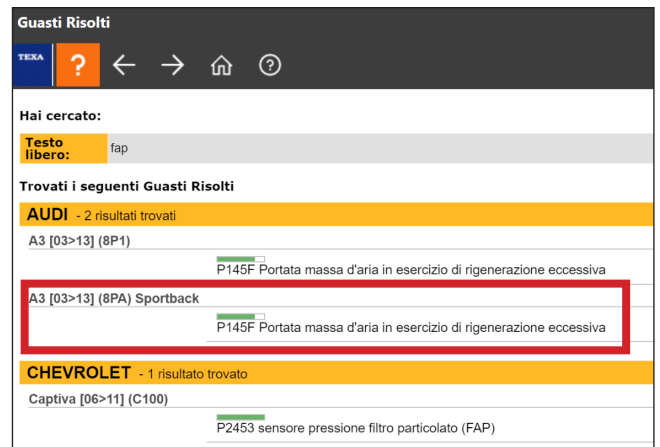 Guasti Risolti
TEXA
?
?
Hai cercato:
Testo libero: fap
Trovati i seguenti Guasti Risolti
AUDI - 2 risultati trovati
A3 [03>13] (8P1)
P145F Portata massa d'aria in esercizio di rigenerazione eccessiva
A3 [03>13] (8PA) Sportback
P145F Portata massa d'aria in esercizio di rigenerazione eccessiva
CHEVROLET - 1 risultato trovato
Captiva [06>11] (C100)
P2453 sensore pressione filtro particolato (FAP)